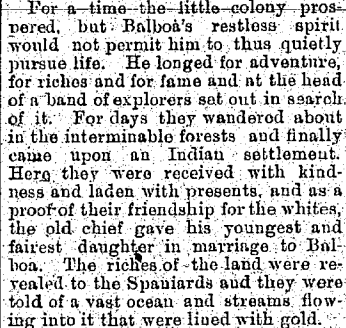 For a time the little colony pros-
pered, but Balboa's restless spirit
would not permit him to thus quietly
pursue life. He longed for adventure,
for riches and for fame and at the head
of a band of explorers set out in search
of it. For days they wandered about
in the interminable forests and finally
came upon an Indian settlement.
Here they were received with kind-
ness and laden with presents, and as a
proof of their friendship for the whites,
the old chief gave his youngest and
fairest daughter in marriage to Bal-
boa. The riches of the land were re-
vealed to the Spaniards and they were
told of a vast ocean and streams flow-
ing into it that were lined with gold.